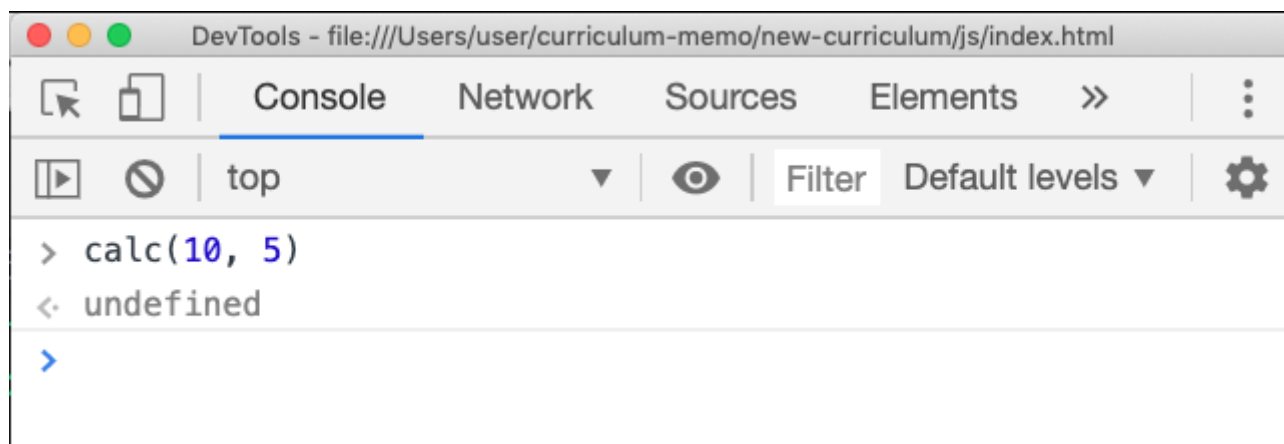 DevTools - file:///Users/user/curriculum-memo/new-curriculum/js/index.html
Console Network Sources Elements »
top ▼ Filter Default levels ▼
> calc(10, 5)
<· undefined
>